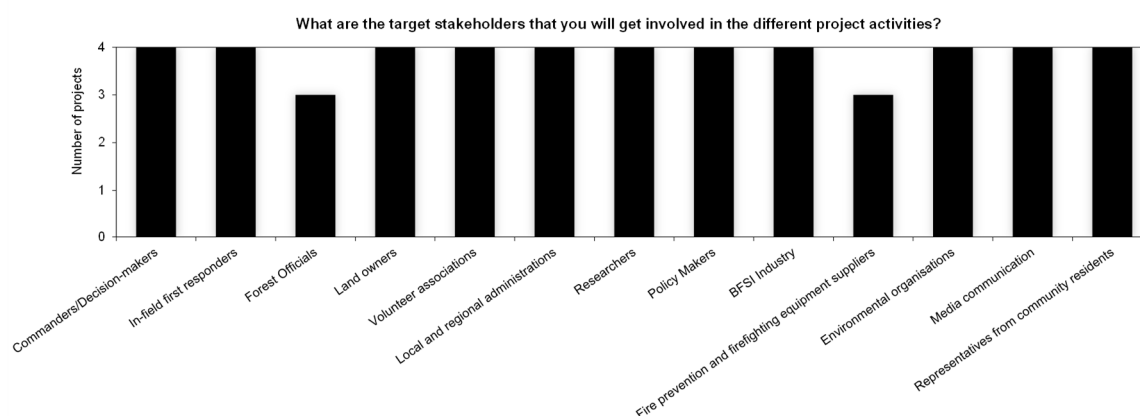 What are the target stakeholders that you will get involved in the different project activities?
Number of projects
4
3
2
1
0
Commanders/Decision-makers
In-field first responders
Forest Officials
Land owners
Volunteer associations
Local and regional administrations
Researchers
Policy Makers
BFSI Industry
Fire prevention and firefighting equipment suppliers
Environmental organisations
Media communication
Representatives from community residents